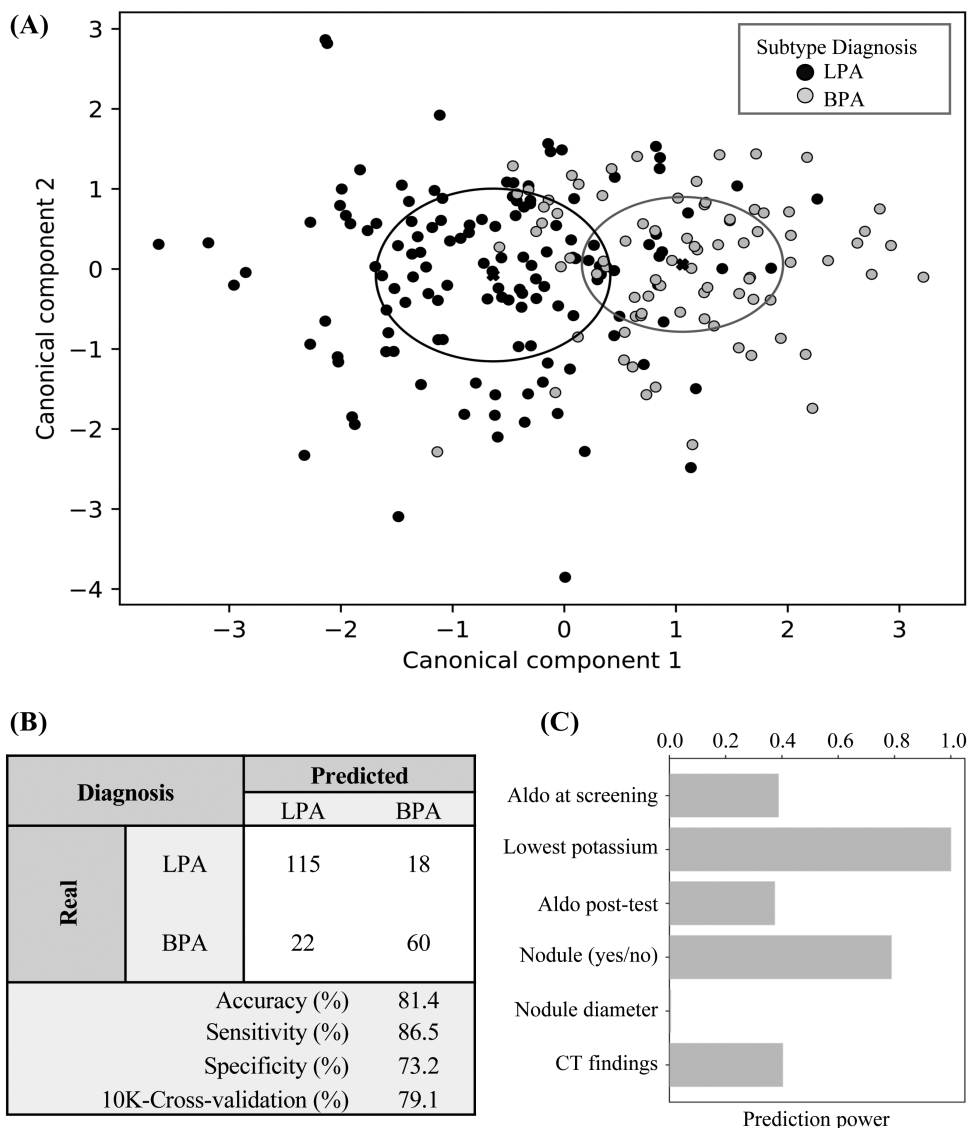 (A)
Subtype Diagnosis
LPA
BPA
3
2
1
0
−1
−2
−3
−4
Canonical component 2
−3 −2 −1 0 1 2 3
Canonical component 1
(B)
Diagnosis Predicted
LPA BPA
Real LPA 115 18
BPA 22 60
Accuracy (%) 81.4
Sensitivity (%) 86.5
Specificity (%) 73.2
10K-Cross-validation (%) 79.1
(C)
0.0 0.2 0.4 0.6 0.8 1.0
Aldo at screening
Lowest potassium
Aldo post-test
Nodule (yes/no)
Nodule diameter
CT findings
Prediction power